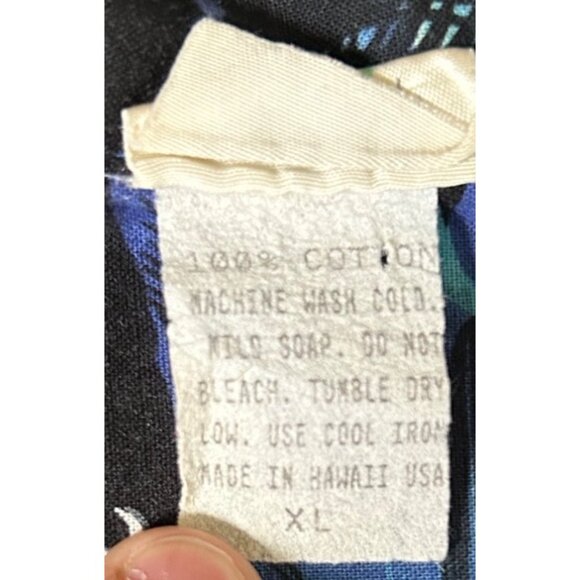 100% COTTON
MACHINE WASH COLD.
MILD SOAP. DO NOT
BLEACH. TUMBLE DRY
LOW. USE COOL IRON
MADE IN HAWAII USA
XL